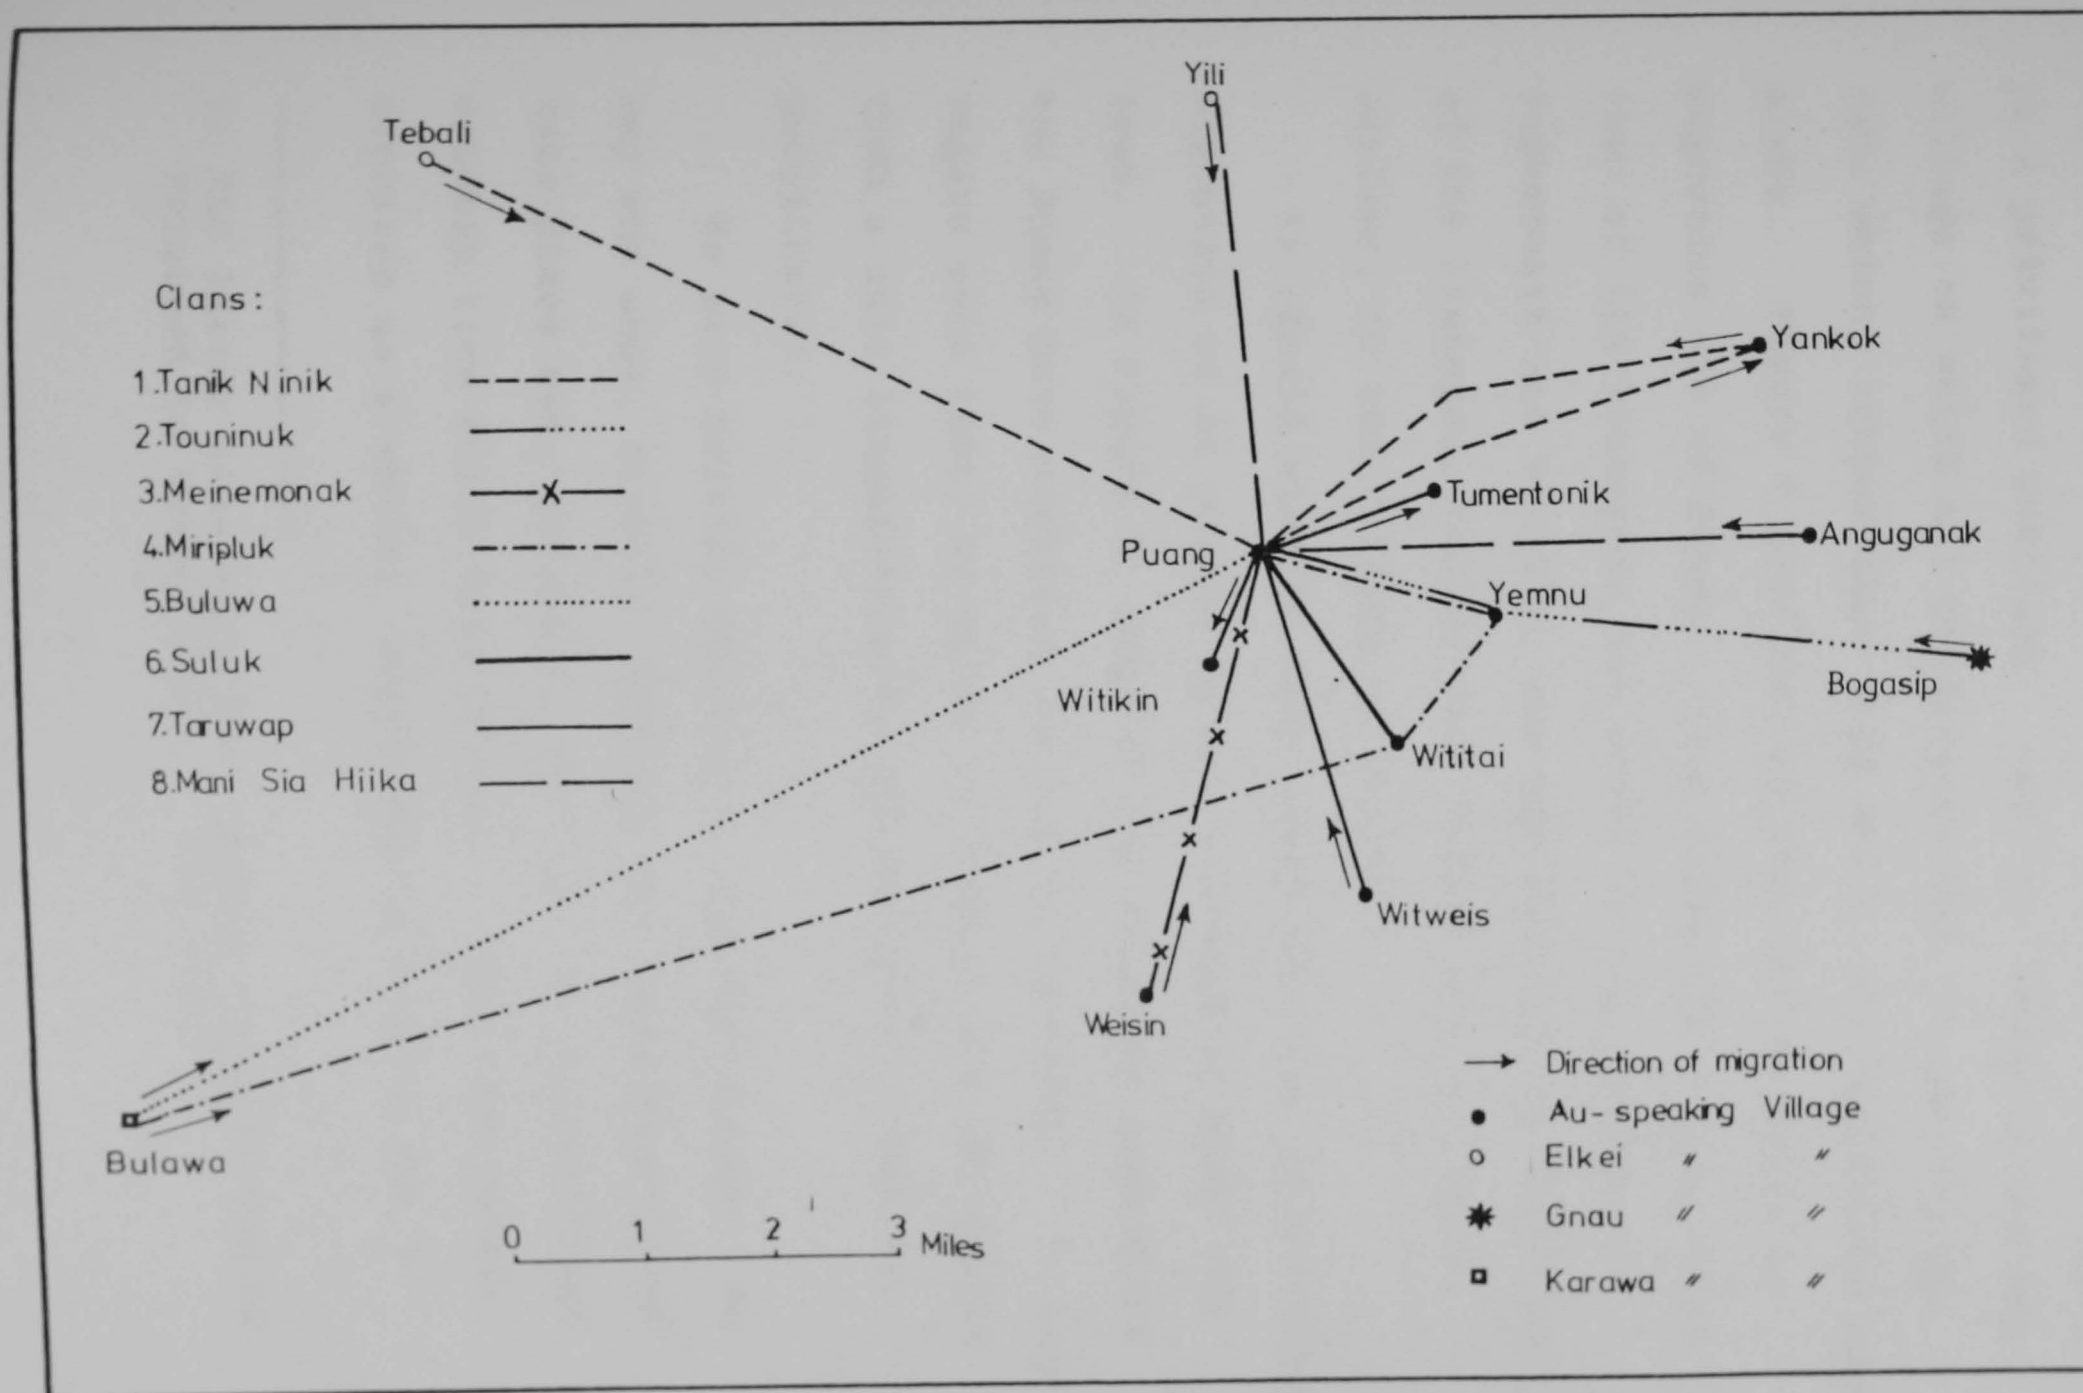 Yili
Tebali
Clans:
1.Tanik Ninik
2.Touninuk
3.Meinemonak
4.Miripluk
5.Buluwa
6.Suluk
7.Taruwap
8.Mani Sia Hiika
Yankok
Tumentonik
Anguganak
Puang
Yemnu
Bogasip
Witikin
Wititai
Witweis
Weisin
Bulawa
0 1 2 3 Miles
Direction of migration
Au-speaking Village
Elkei " "
Gnau " "
Karawa " "